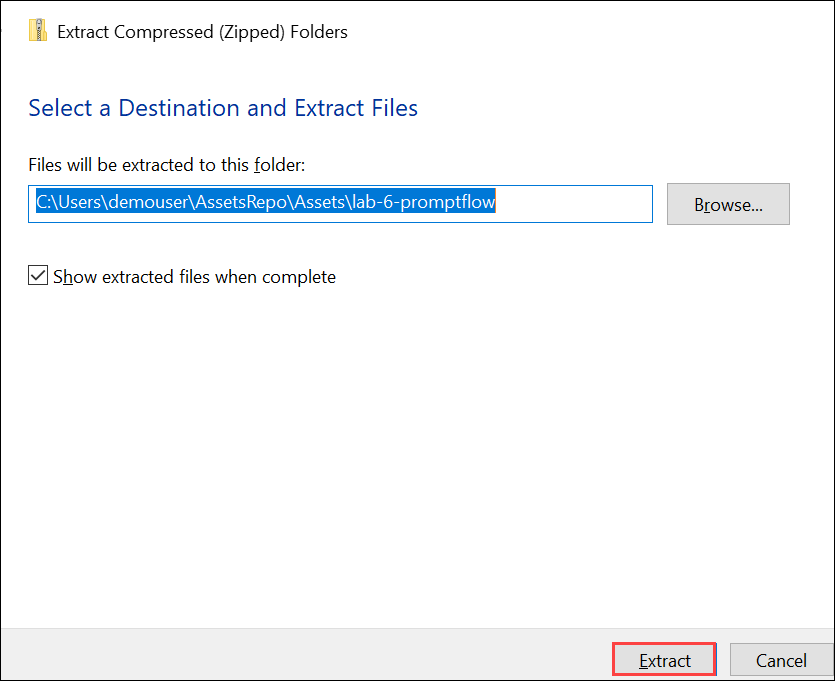 Extract Compressed (Zipped) Folders
Select a Destination and Extract Files
Files will be extracted to this folder:
C:\Users\demouser\AssetsRepo\Assets\lab-6-promptflow
Browse...
Show extracted files when complete
Extract
Cancel